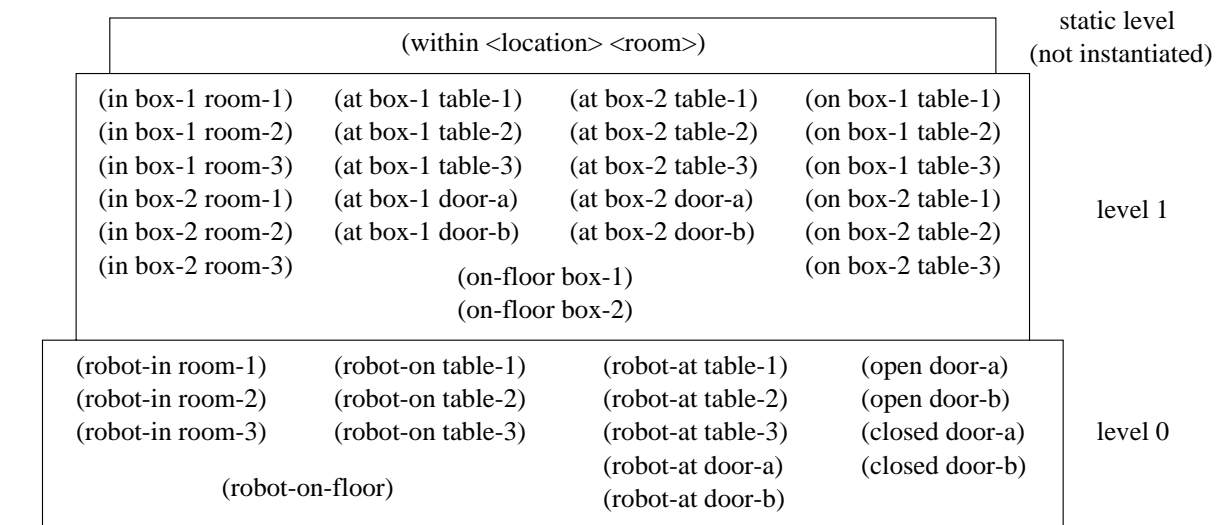 static level
(not instantiated)
(within <location> <room>)
(in box-1 room-1) (at box-1 table-1) (at box-2 table-1) (on box-1 table-1)
(in box-1 room-2) (at box-1 table-2) (at box-2 table-2) (on box-1 table-2)
(in box-1 room-3) (at box-1 table-3) (at box-2 table-3) (on box-1 table-3)
(in box-2 room-1) (at box-1 door-a) (at box-2 door-a) (on box-2 table-1)
(in box-2 room-2) (at box-1 door-b) (at box-2 door-b) (on box-2 table-2)
(in box-2 room-3) (on box-2 table-3)
(on-floor box-1)
(on-floor box-2)
level 1
(robot-in room-1) (robot-on table-1) (robot-at table-1) (open door-a)
(robot-in room-2) (robot-on table-2) (robot-at table-2) (open door-b)
(robot-in room-3) (robot-on table-3) (robot-at table-3) (closed door-a)
(robot-at door-a) (closed door-b)
(robot-on-floor)
(robot-at door-b)
level 0